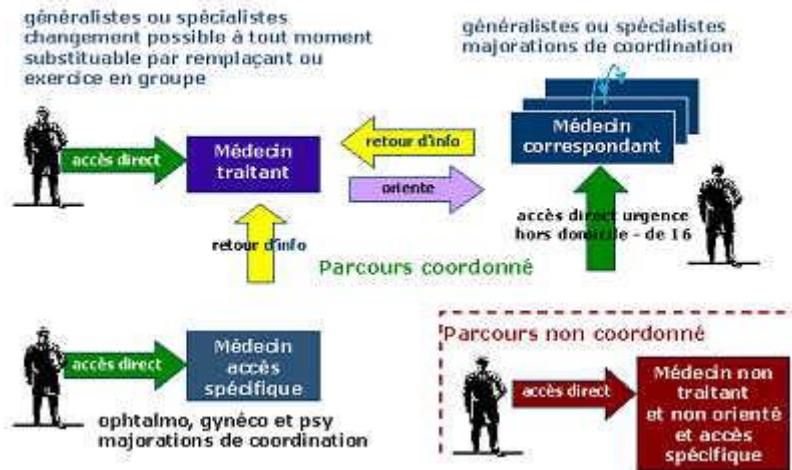 généralistes ou spécialistes
changement possible à tout moment
substituable par remplaçant ou
exercice en groupe
généralistes ou spécialistes
majorations de coordination
accès direct
Médecin
traitant
retour d'info
oriente
Médecin
correspondant
retour d'info
accès direct urgence
hors domicile - de 16
Parcours coordonné
accès direct
Médecin
accès
spécifique
ophtalmo, gynéco et psy
majorations de coordination
Parcours non coordonné
accès direct
Médecin non
traitant
et non orienté
et accès
spécifique